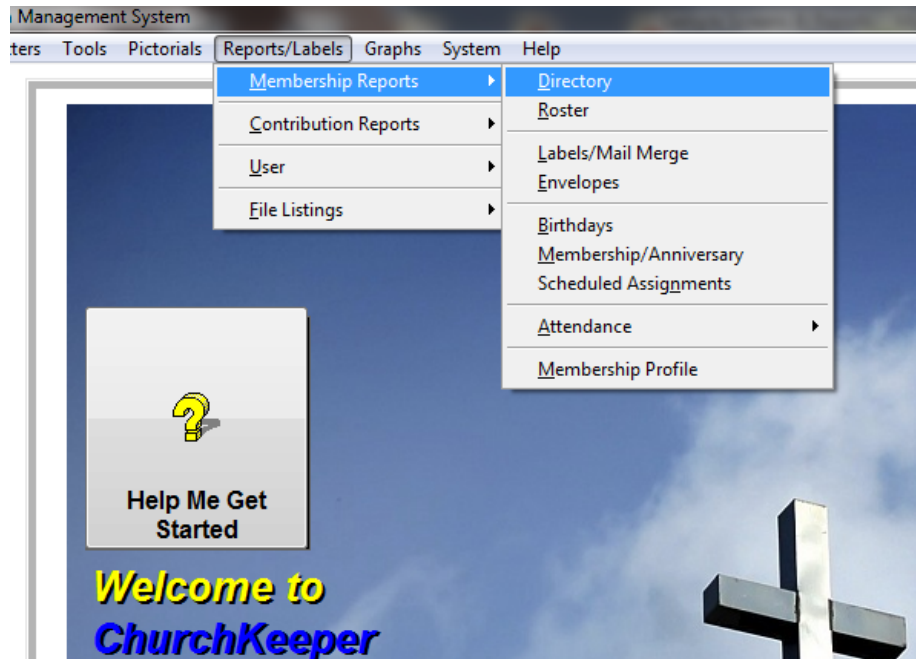 Management System
Tools Pictorials Reports/Labels Graphs System Help
Membership Reports
Contribution Reports
User
File Listings
Directory
Roster
Labels/Mail Merge
Envelopes
Birthdays
Membership/Anniversary
Scheduled Assignments
Attendance
Membership Profile
Help Me Get
Started
Welcome to
ChurchKeeper